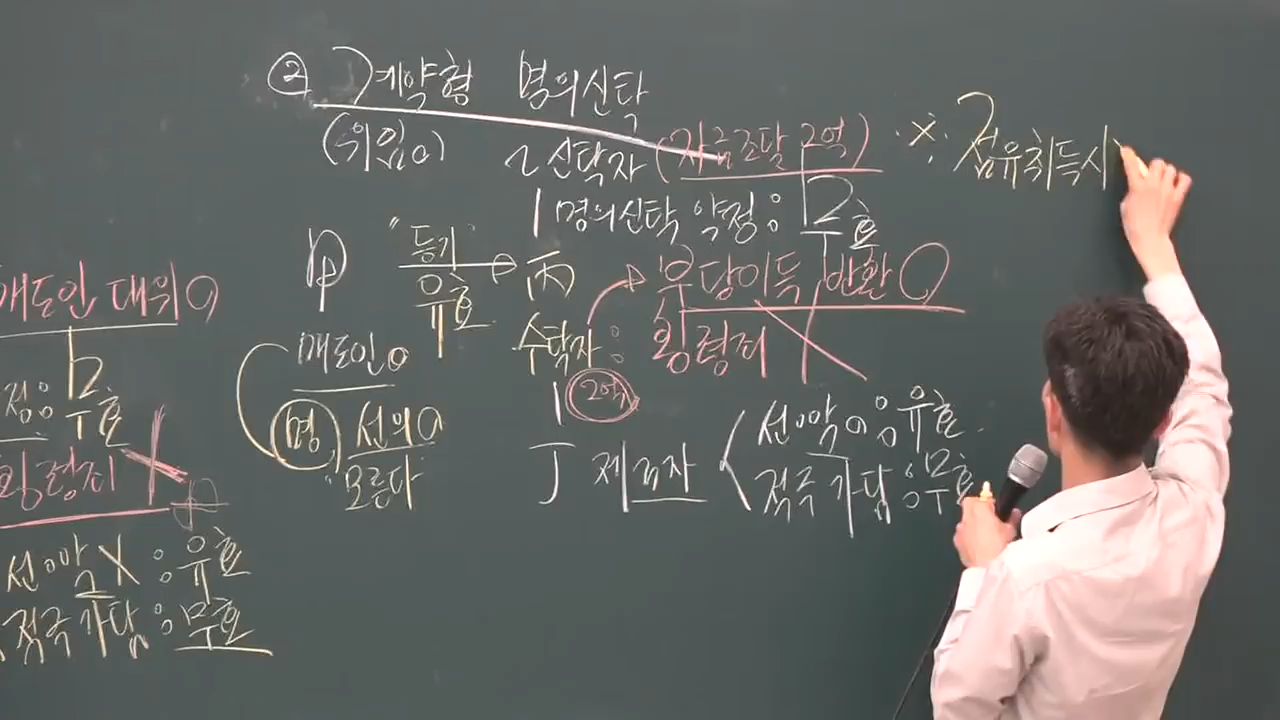 ② 계약형 명의신탁
(위임○)
乙 신탁자 (자금조달 2억)
명의신탁 약정 : 무효
甲 "등기" 유효 → 丙
부당이득 반환○
수탁자 : 횡령죄 X
2억
매도인○
명 선의○
"모른다"
丁 제3자
선·악의 : 유효
적극 가담 : 무효
※ 점유취득시
매도인 대위○
정 : 무효
횡령죄 X
선·악 X : 유효
적극 가담 : 무효